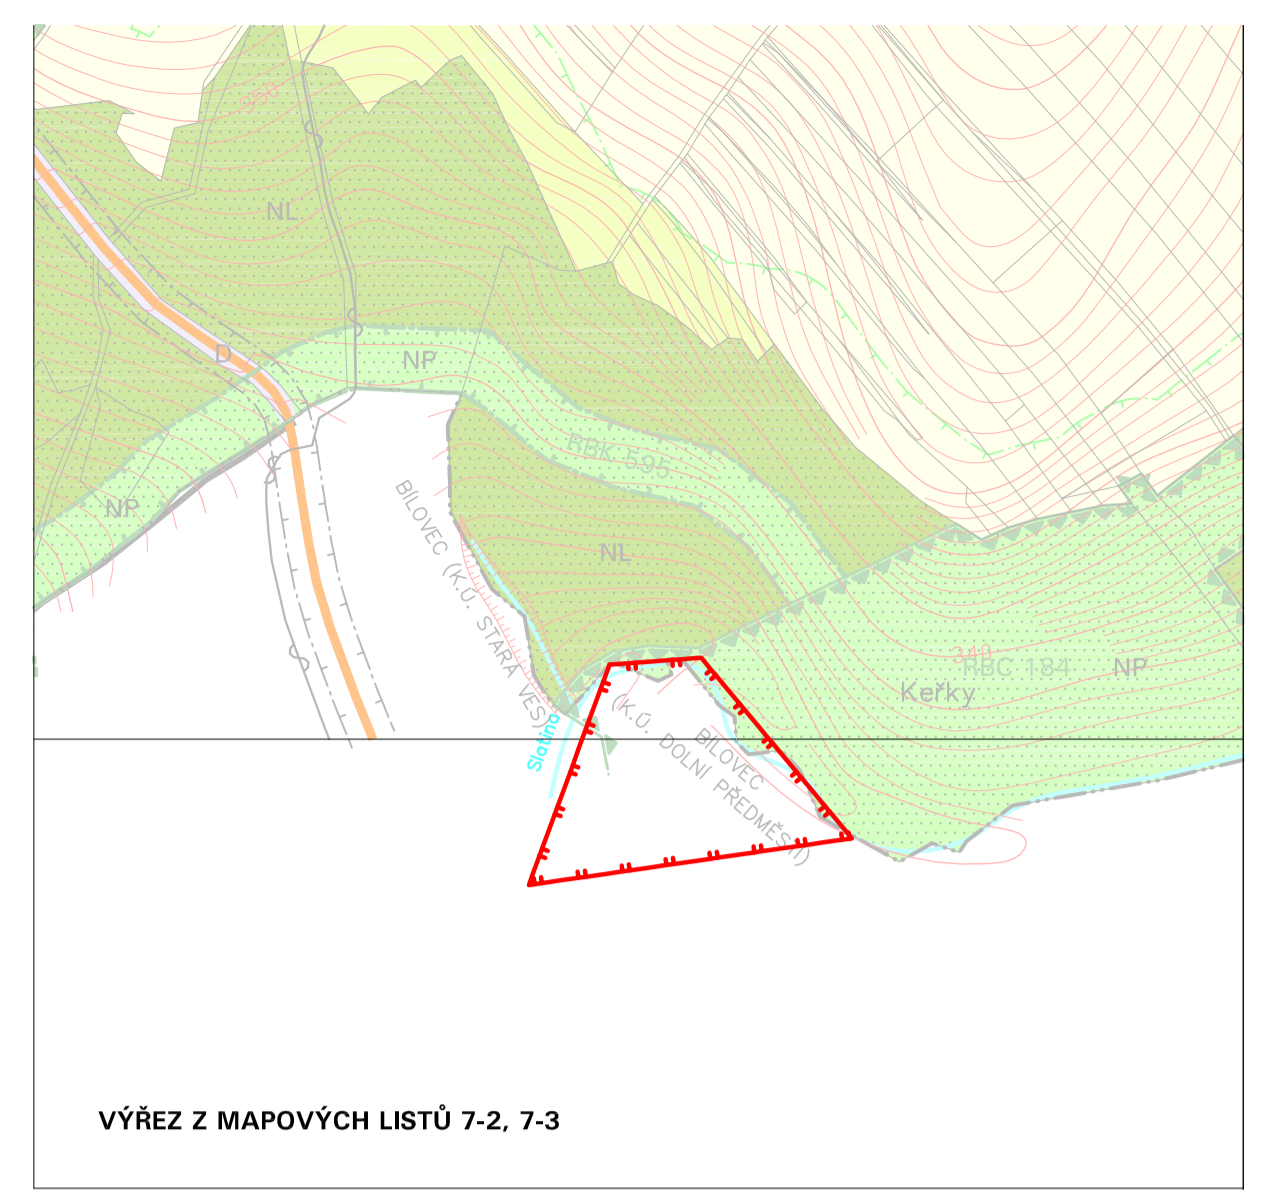 350
S
NL
S
D
NP
RBK 595
S
NP
BÍLOVEC (K.Ú. STARÁ VES)
NL
S
340
RBC 184
NP
Keřky
Slatina
BÍLOVEC
(K.Ú. DOLNÍ PŘEDMĚSTÍ)
VÝŘEZ Z MAPOVÝCH LISTŮ 7-2, 7-3